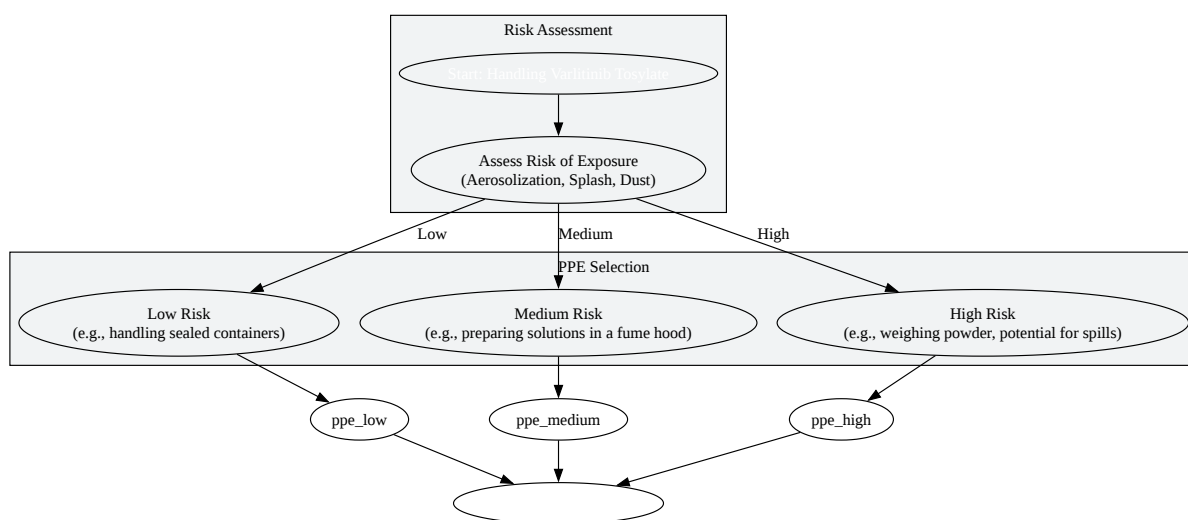 Risk Assessment
Start: Handling Varlitinib Tosylate
Assess Risk of Exposure
(Aerosolization, Splash, Dust)
Low
Medium
High
PPE Selection
Low Risk
(e.g., handling sealed containers)
Medium Risk
(e.g., preparing solutions in a fume hood)
High Risk
(e.g., weighing powder, potential for spills)
ppe_low
ppe_medium
ppe_high